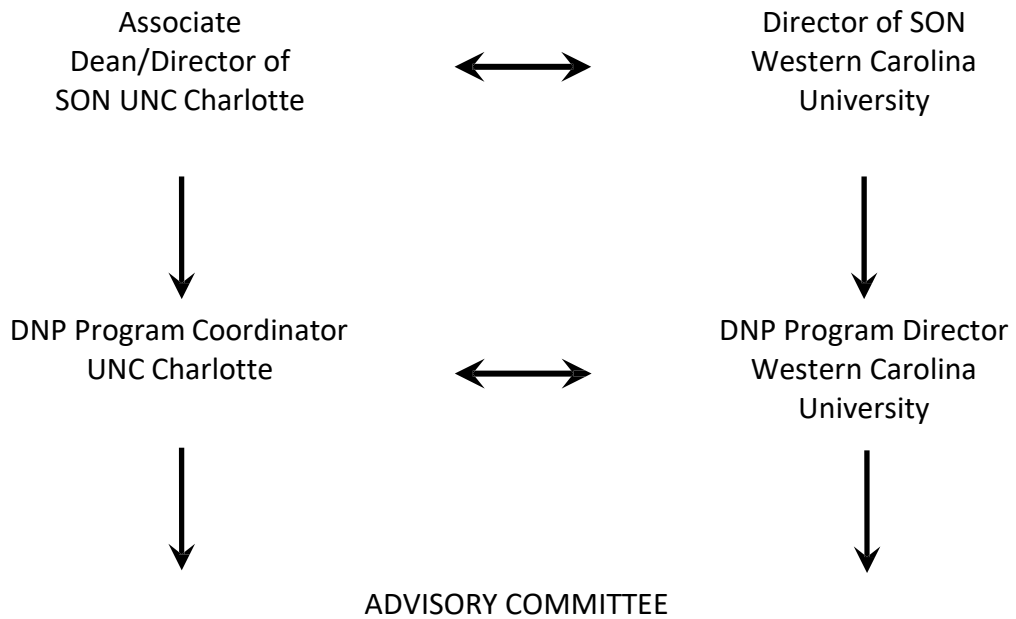 Associate
Dean/Director of
SON UNC Charlotte
Director of SON
Western Carolina
University
DNP Program Coordinator
UNC Charlotte
DNP Program Director
Western Carolina
University
ADVISORY COMMITTEE